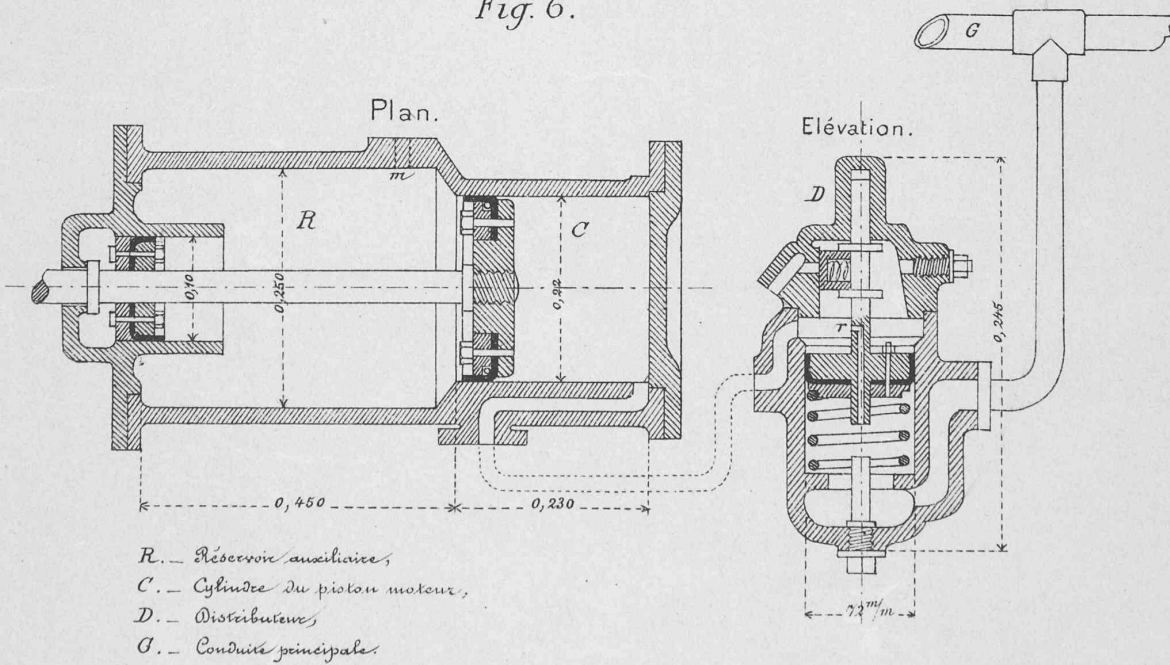 Fig. 6.
G
Plan.
Elévation.
m
D
R
C
0,10
0,250
0,22
0,245
r
0,450
0,230
R. _ Réservoir auxiliaire,
C. _ Cylindre du piston moteur,
D. _ Distributeur,
G. _ Conduite principale.
72 m/m